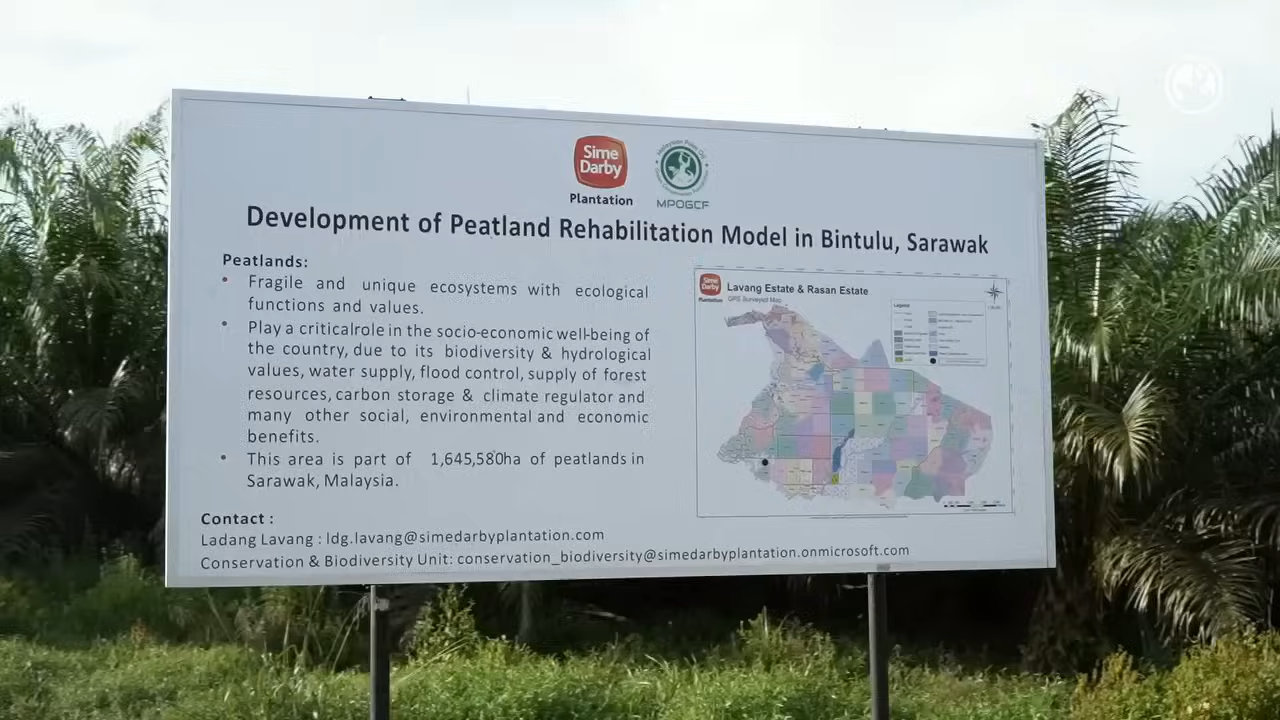 Sime
Darby
Plantation
MPOGCF
Development of Peatland Rehabilitation Model in Bintulu, Sarawak
Peatlands:
• Fragile and unique ecosystems with ecological
functions and values.
• Play a criticalrole in the socio-economic well-being of
the country, due to its biodiversity & hydrological
values, water supply, flood control, supply of forest
resources, carbon storage & climate regulator and
many other social, environmental and economic
benefits.
• This area is part of 1,645,580ha of peatlands in
Sarawak, Malaysia.
Sime
Darby
Plantation
Lavang Estate & Rasan Estate
GPS Surveyed Map
Legend
Contact :
Ladang Lavang : ldg.lavang@simedarbyplantation.com
Conservation & Biodiversity Unit: conservation_biodiversity@simedarbyplantation.onmicrosoft.com